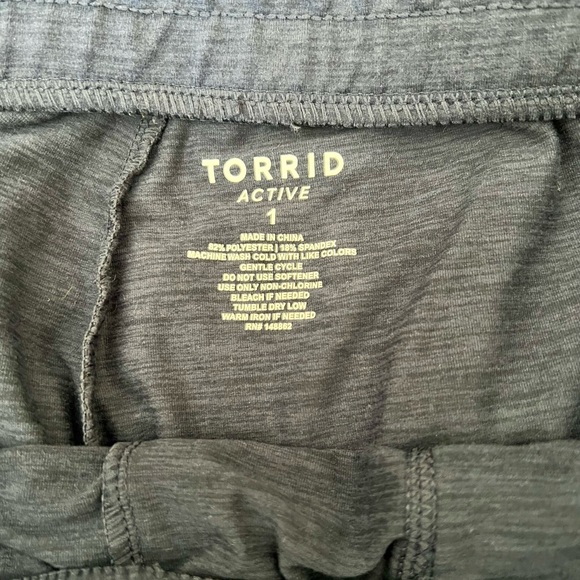 TORRID
ACTIVE
1
MADE IN CHINA
82% POLYESTER | 18% SPANDEX
MACHINE WASH COLD WITH LIKE COLORS
GENTLE CYCLE
DO NOT USE SOFTENER
USE ONLY NON-CHLORINE
BLEACH IF NEEDED
TUMBLE DRY LOW
WARM IRON IF NEEDED
RN# 148862